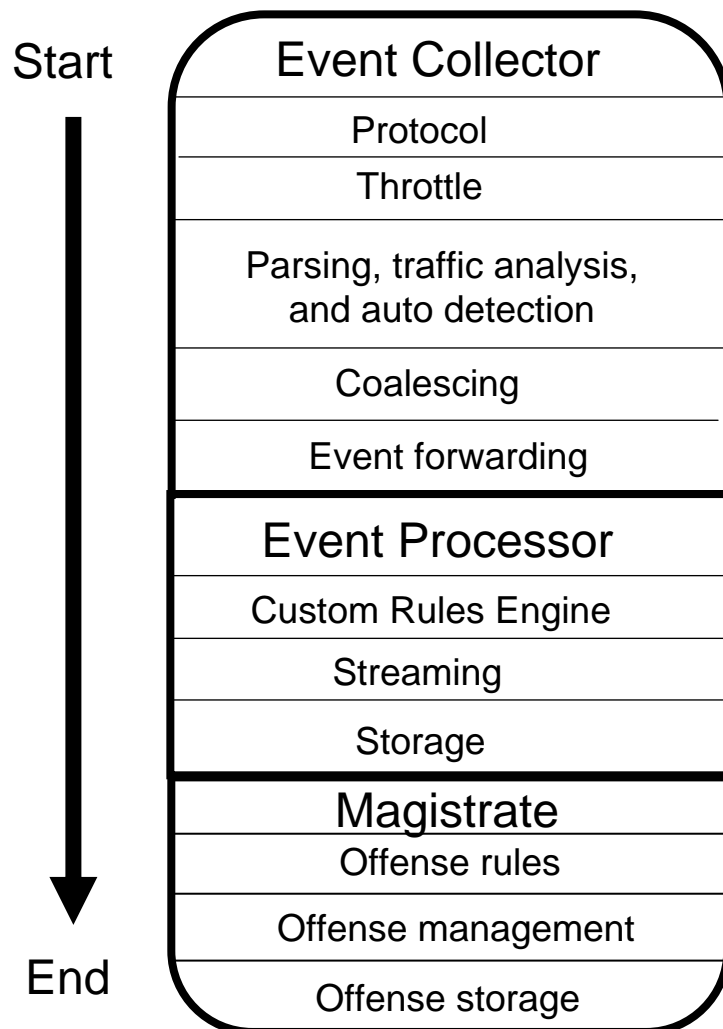 Start
Event Collector
Protocol
Throttle
Parsing, traffic analysis,
and auto detection
Coalescing
Event forwarding
Event Processor
Custom Rules Engine
Streaming
Storage
Magistrate
Offense rules
Offense management
Offense storage
End